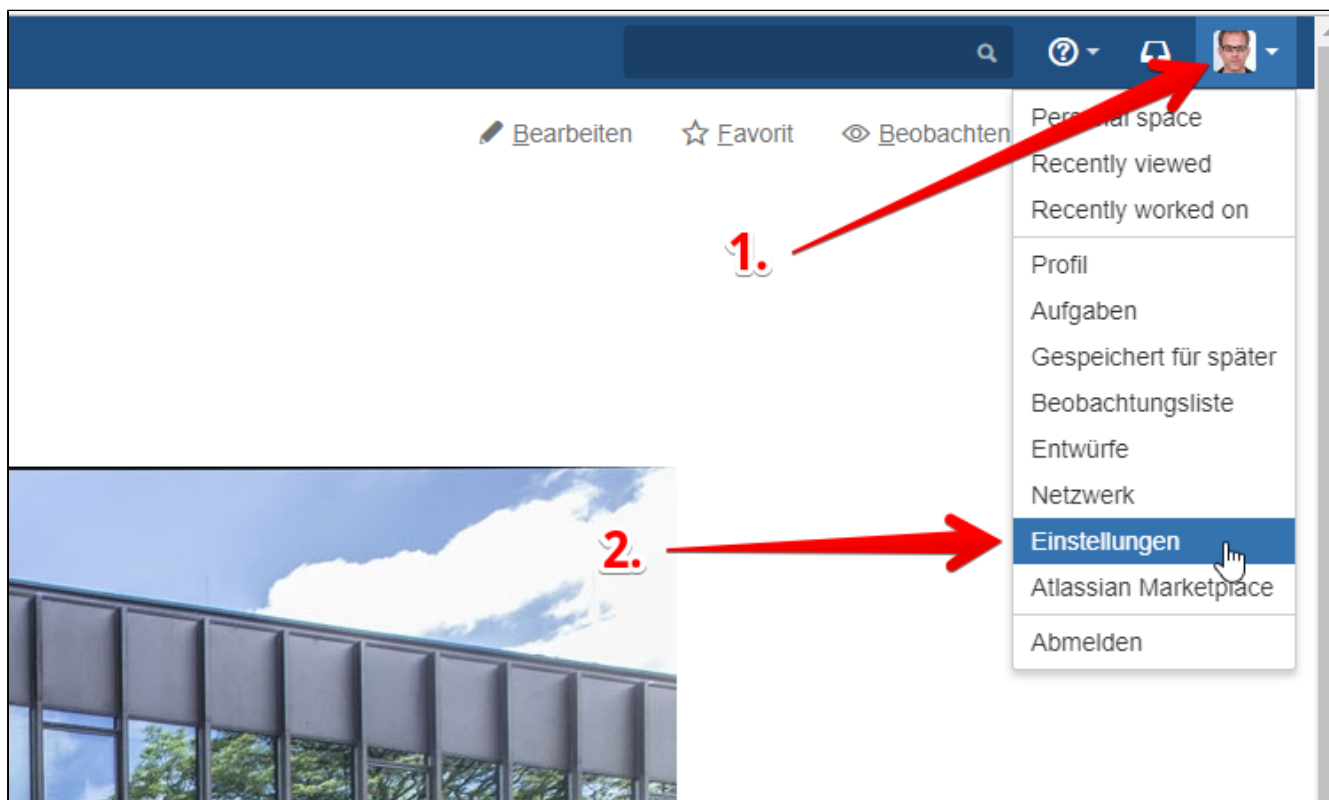 Bearbeiten Favorit Beobachten
Personal space
Recently viewed
Recently worked on
1.
Profil
Aufgaben
Gespeichert für später
Beobachtungsliste
Entwürfe
Netzwerk
2.
Einstellungen
Atlassian Marketplace
Abmelden